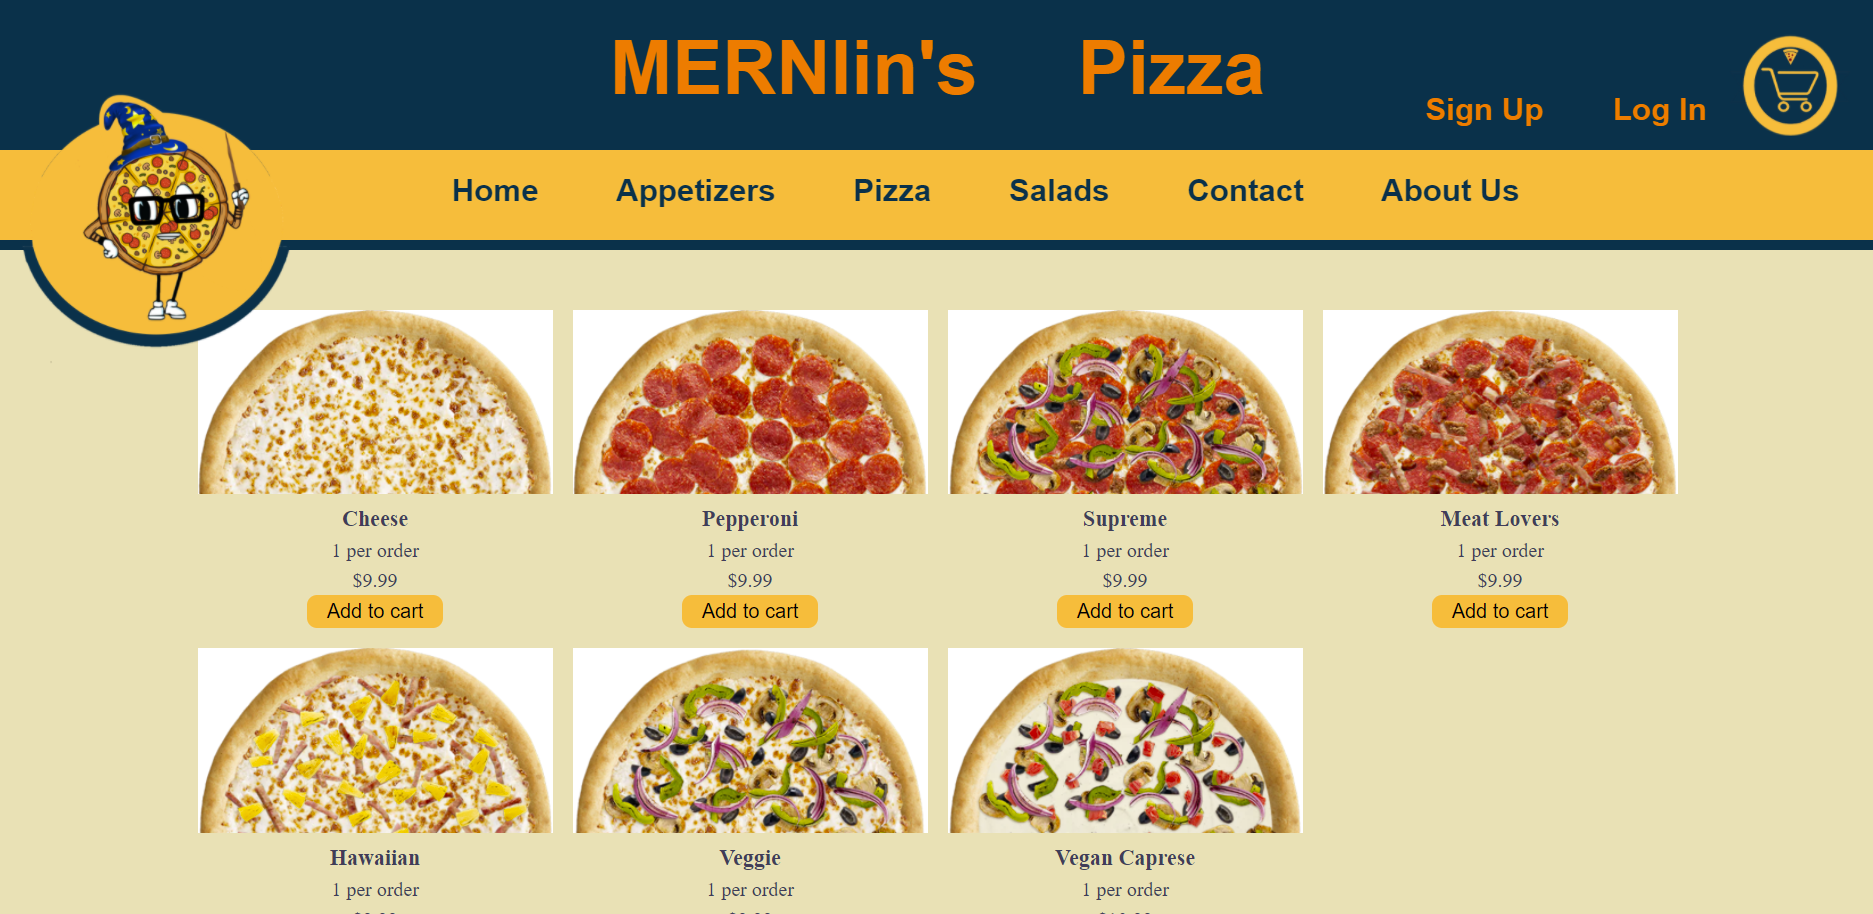 MERNlin's Pizza
Sign Up Log In
Home Appetizers Pizza Salads Contact About Us
Cheese Pepperoni Supreme Meat Lovers
1 per order 1 per order 1 per order 1 per order
$9.99 $9.99 $9.99 $9.99
Add to cart Add to cart Add to cart Add to cart
Hawaiian Veggie Vegan Caprese
1 per order 1 per order 1 per order